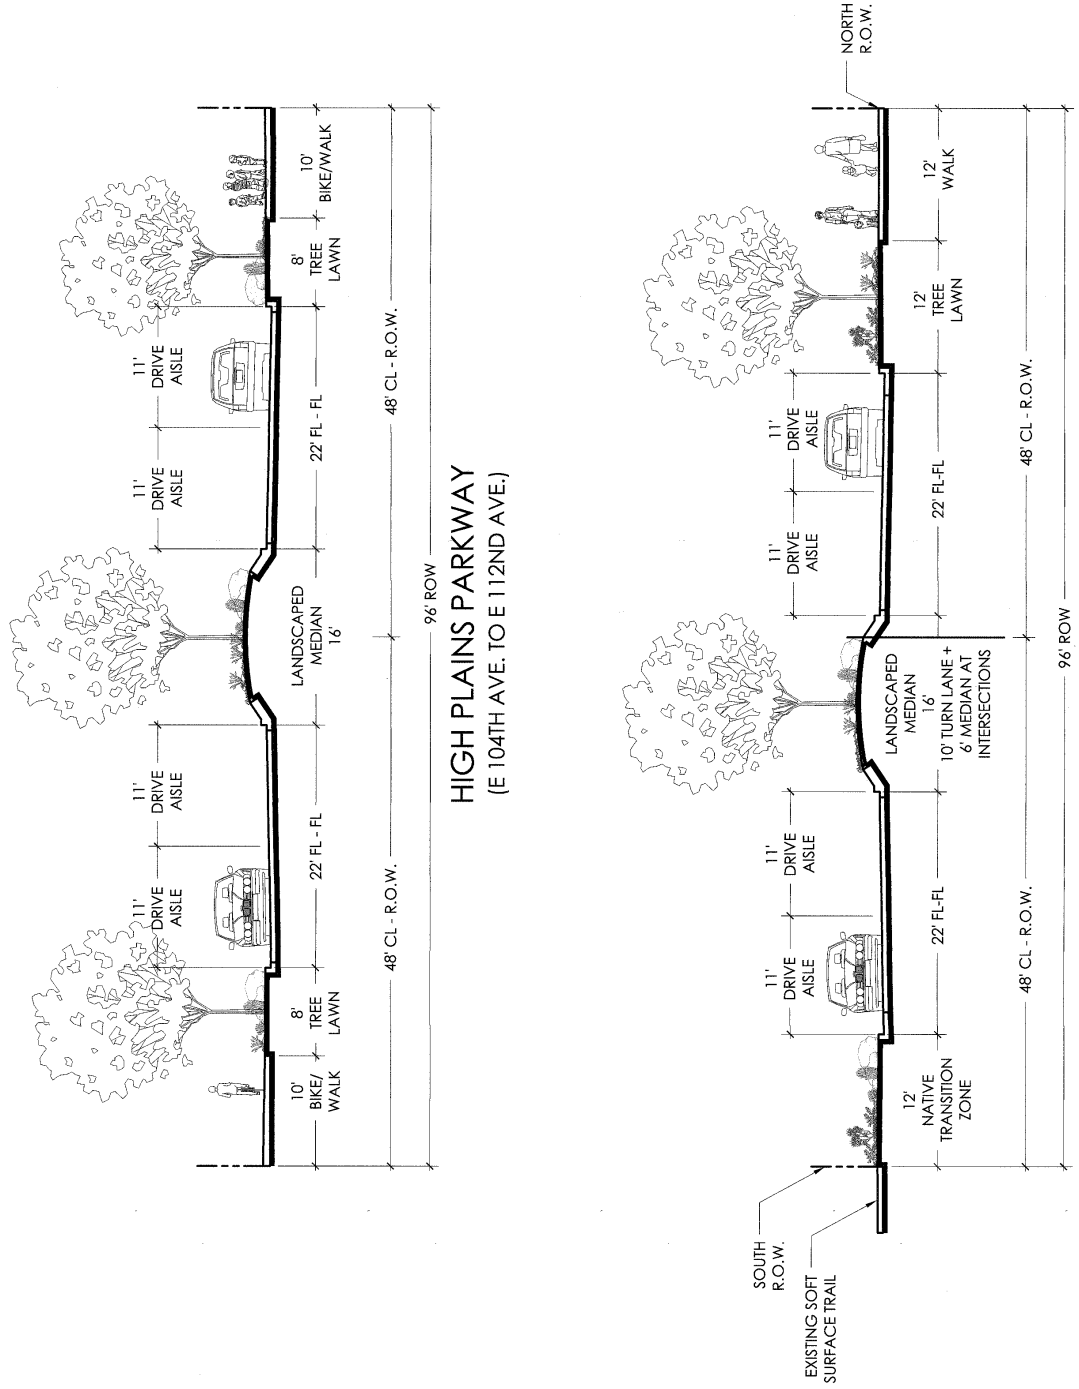 11'
DRIVE
AISLE
11'
DRIVE
AISLE
11'
DRIVE
AISLE
11'
DRIVE
AISLE
10'
BIKE/
WALK
8'
TREE
LAWN
22' FL - FL
LANDSCAPED
MEDIAN
16'
22' FL - FL
8'
TREE
LAWN
10'
BIKE/WALK
48' CL - R.O.W.
48' CL - R.O.W.
96' ROW
HIGH PLAINS PARKWAY
(E 104TH AVE. TO E 112ND AVE.)
SOUTH
R.O.W.
EXISTING SOFT
SURFACE TRAIL
11'
DRIVE
AISLE
11'
DRIVE
AISLE
11'
DRIVE
AISLE
11'
DRIVE
AISLE
NORTH
R.O.W.
12'
NATIVE
TRANSITION
ZONE
22' FL-FL
LANDSCAPED
MEDIAN
16'
10' TURN LANE +
6' MEDIAN AT
INTERSECTIONS
22' FL-FL
12'
TREE
LAWN
12'
WALK
48' CL - R.O.W.
48' CL - R.O.W.
96' ROW